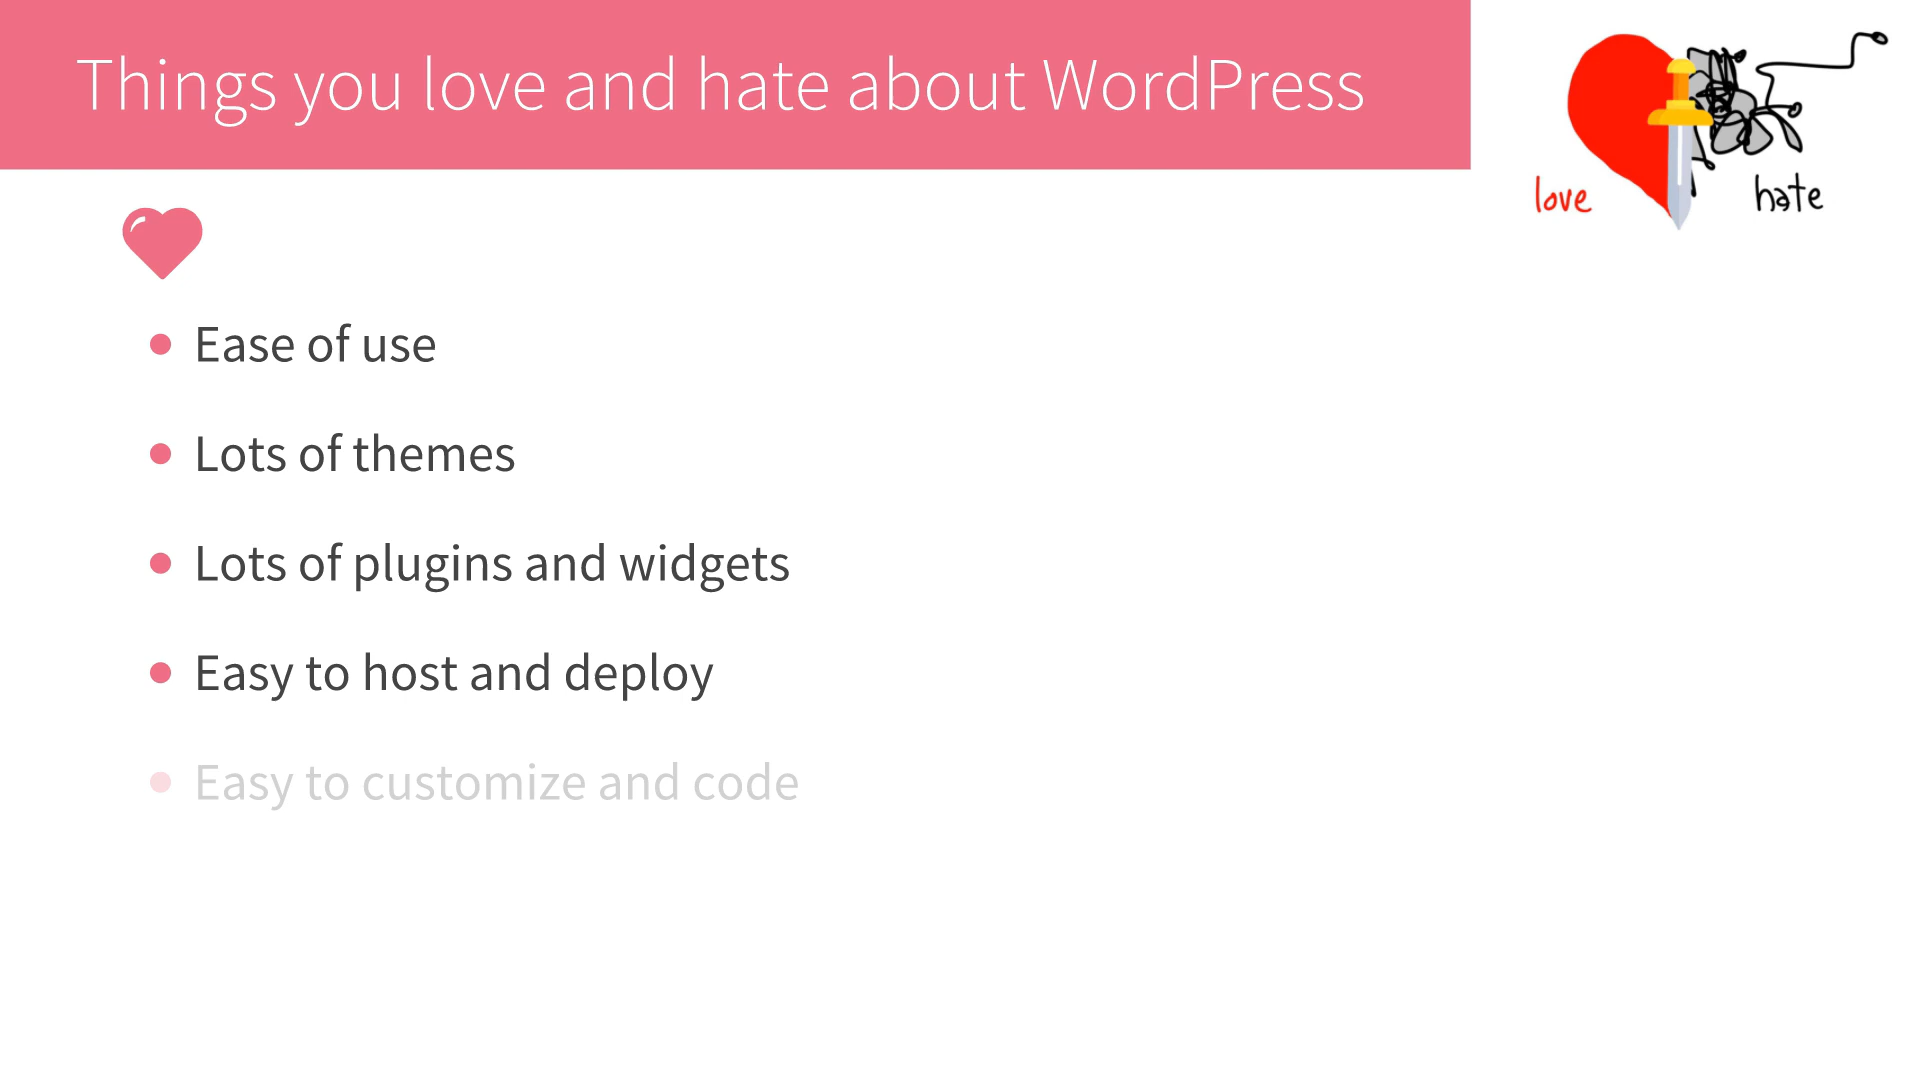 Things you love and hate about WordPress
love
hate
Ease of use
Lots of themes
Lots of plugins and widgets
Easy to host and deploy
Easy to customize and code